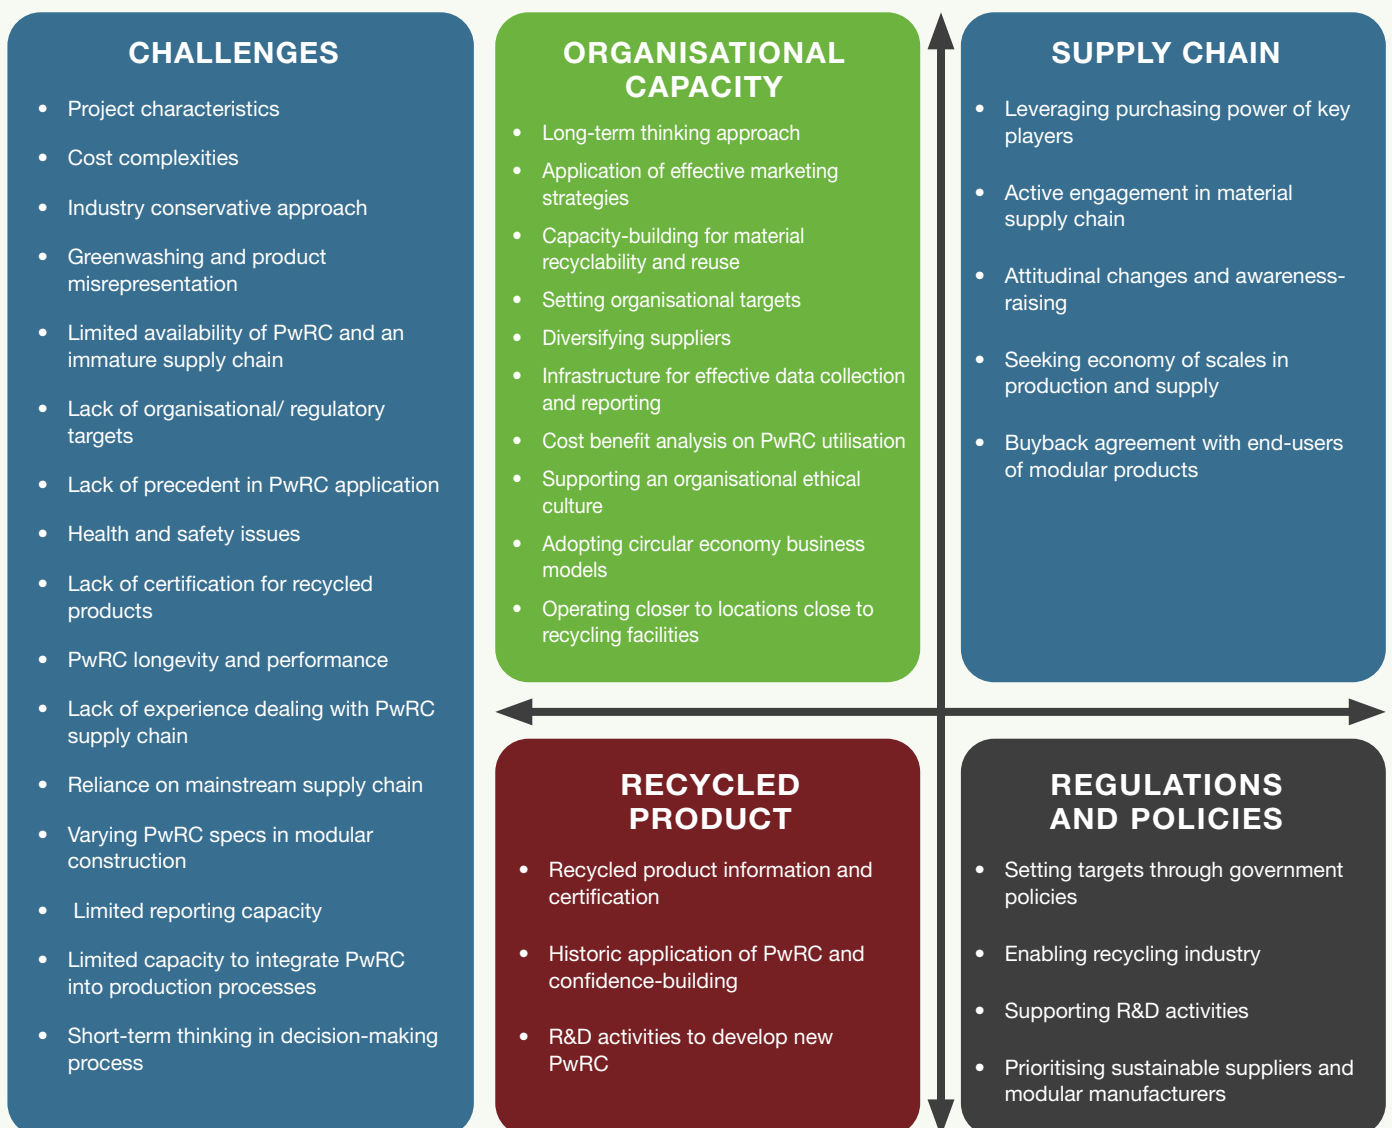 CHALLENGES
• Project characteristics
• Cost complexities
• Industry conservative approach
• Greenwashing and product
misrepresentation
• Limited availability of PwRC and an
immature supply chain
• Lack of organisational/ regulatory
targets
• Lack of precedent in PwRC application
• Health and safety issues
• Lack of certification for recycled
products
• PwRC longevity and performance
• Lack of experience dealing with PwRC
supply chain
• Reliance on mainstream supply chain
• Varying PwRC specs in modular
construction
• Limited reporting capacity
• Limited capacity to integrate PwRC
into production processes
• Short-term thinking in decision-making
process
ORGANISATIONAL
CAPACITY
• Long-term thinking approach
• Application of effective marketing
strategies
• Capacity-building for material
recyclability and reuse
• Setting organisational targets
• Diversifying suppliers
• Infrastructure for effective data collection
and reporting
• Cost benefit analysis on PwRC utilisation
• Supporting an organisational ethical
culture
• Adopting circular economy business
models
• Operating closer to locations close to
recycling facilities
SUPPLY CHAIN
• Leveraging purchasing power of key
players
• Active engagement in material
supply chain
• Attitudinal changes and awareness-
raising
• Seeking economy of scales in
production and supply
• Buyback agreement with end-users
of modular products
RECYCLED
PRODUCT
• Recycled product information and
certification
• Historic application of PwRC and
confidence-building
• R&D activities to develop new
PwRC
REGULATIONS
AND POLICIES
• Setting targets through government
policies
• Enabling recycling industry
• Supporting R&D activities
• Prioritising sustainable suppliers and
modular manufacturers